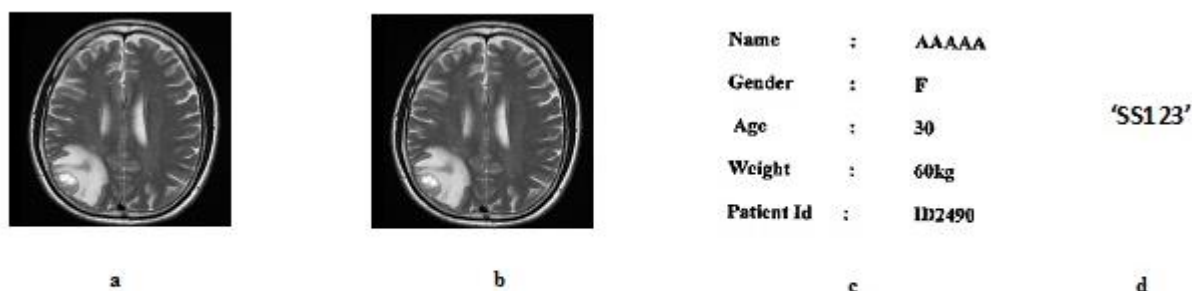 Name : AAAAA
Gender : F
Age : 30
Weight : 60kg
Patient Id : ID2490
‘SS123’
a
b
c
d